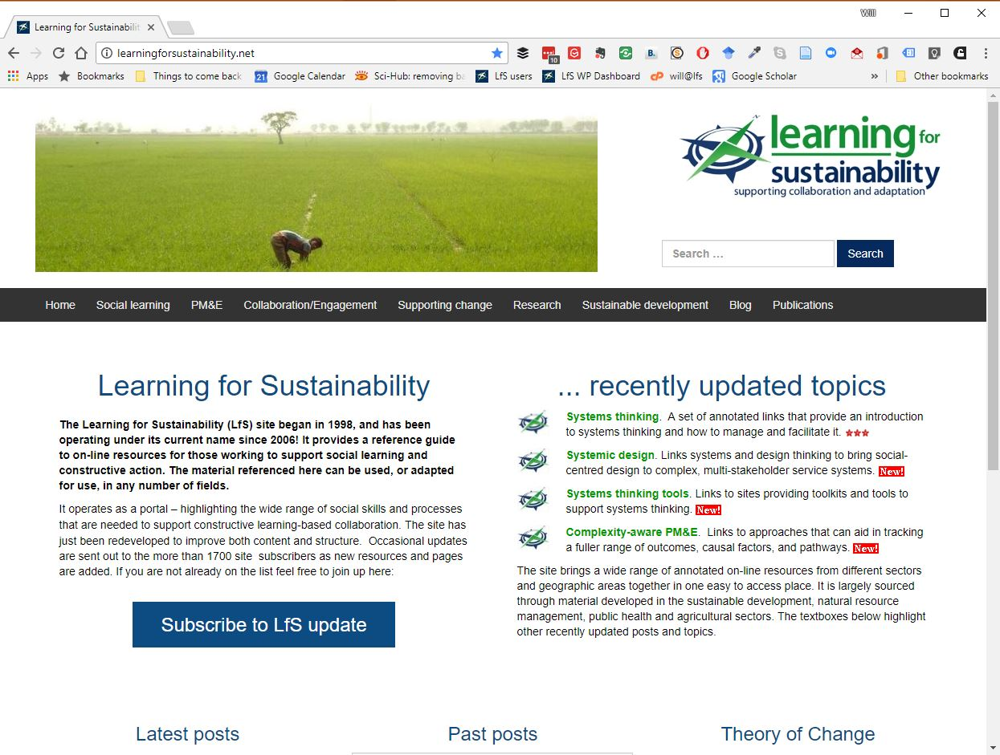 Will
Learning for Sustainabilit
learningforsustainability.net
10
Apps Bookmarks Things to come back 21 Google Calendar Sci-Hub: removing ba LfS users LfS WP Dashboard cP will@lfs Google Scholar » Other bookmarks
learning for
sustainability
supporting collaboration and adaptation
Search ... Search
Home Social learning PM&E Collaboration/Engagement Supporting change Research Sustainable development Blog Publications
Learning for Sustainability
The Learning for Sustainability (LfS) site began in 1998, and has been
operating under its current name since 2006! It provides a reference guide
to on-line resources for those working to support social learning and
constructive action. The material referenced here can be used, or adapted
for use, in any number of fields.
It operates as a portal – highlighting the wide range of social skills and processes
that are needed to support constructive learning-based collaboration. The site has
just been redeveloped to improve both content and structure. Occasional updates
are sent out to the more than 1700 site subscribers as new resources and pages
are added. If you are not already on the list feel free to join up here:
Subscribe to LfS update
... recently updated topics
Systems thinking. A set of annotated links that provide an introduction
to systems thinking and how to manage and facilitate it.
Systemic design. Links systems and design thinking to bring social-
centred design to complex, multi-stakeholder service systems. New!
Systems thinking tools. Links to sites providing toolkits and tools to
support systems thinking. New!
Complexity-aware PM&E. Links to approaches that can aid in tracking
a fuller range of outcomes, causal factors, and pathways. New!
The site brings a wide range of annotated on-line resources from different sectors
and geographic areas together in one easy to access place. It is largely sourced
through material developed in the sustainable development, natural resource
management, public health and agricultural sectors. The textboxes below highlight
other recently updated posts and topics.
Latest posts Past posts Theory of Change